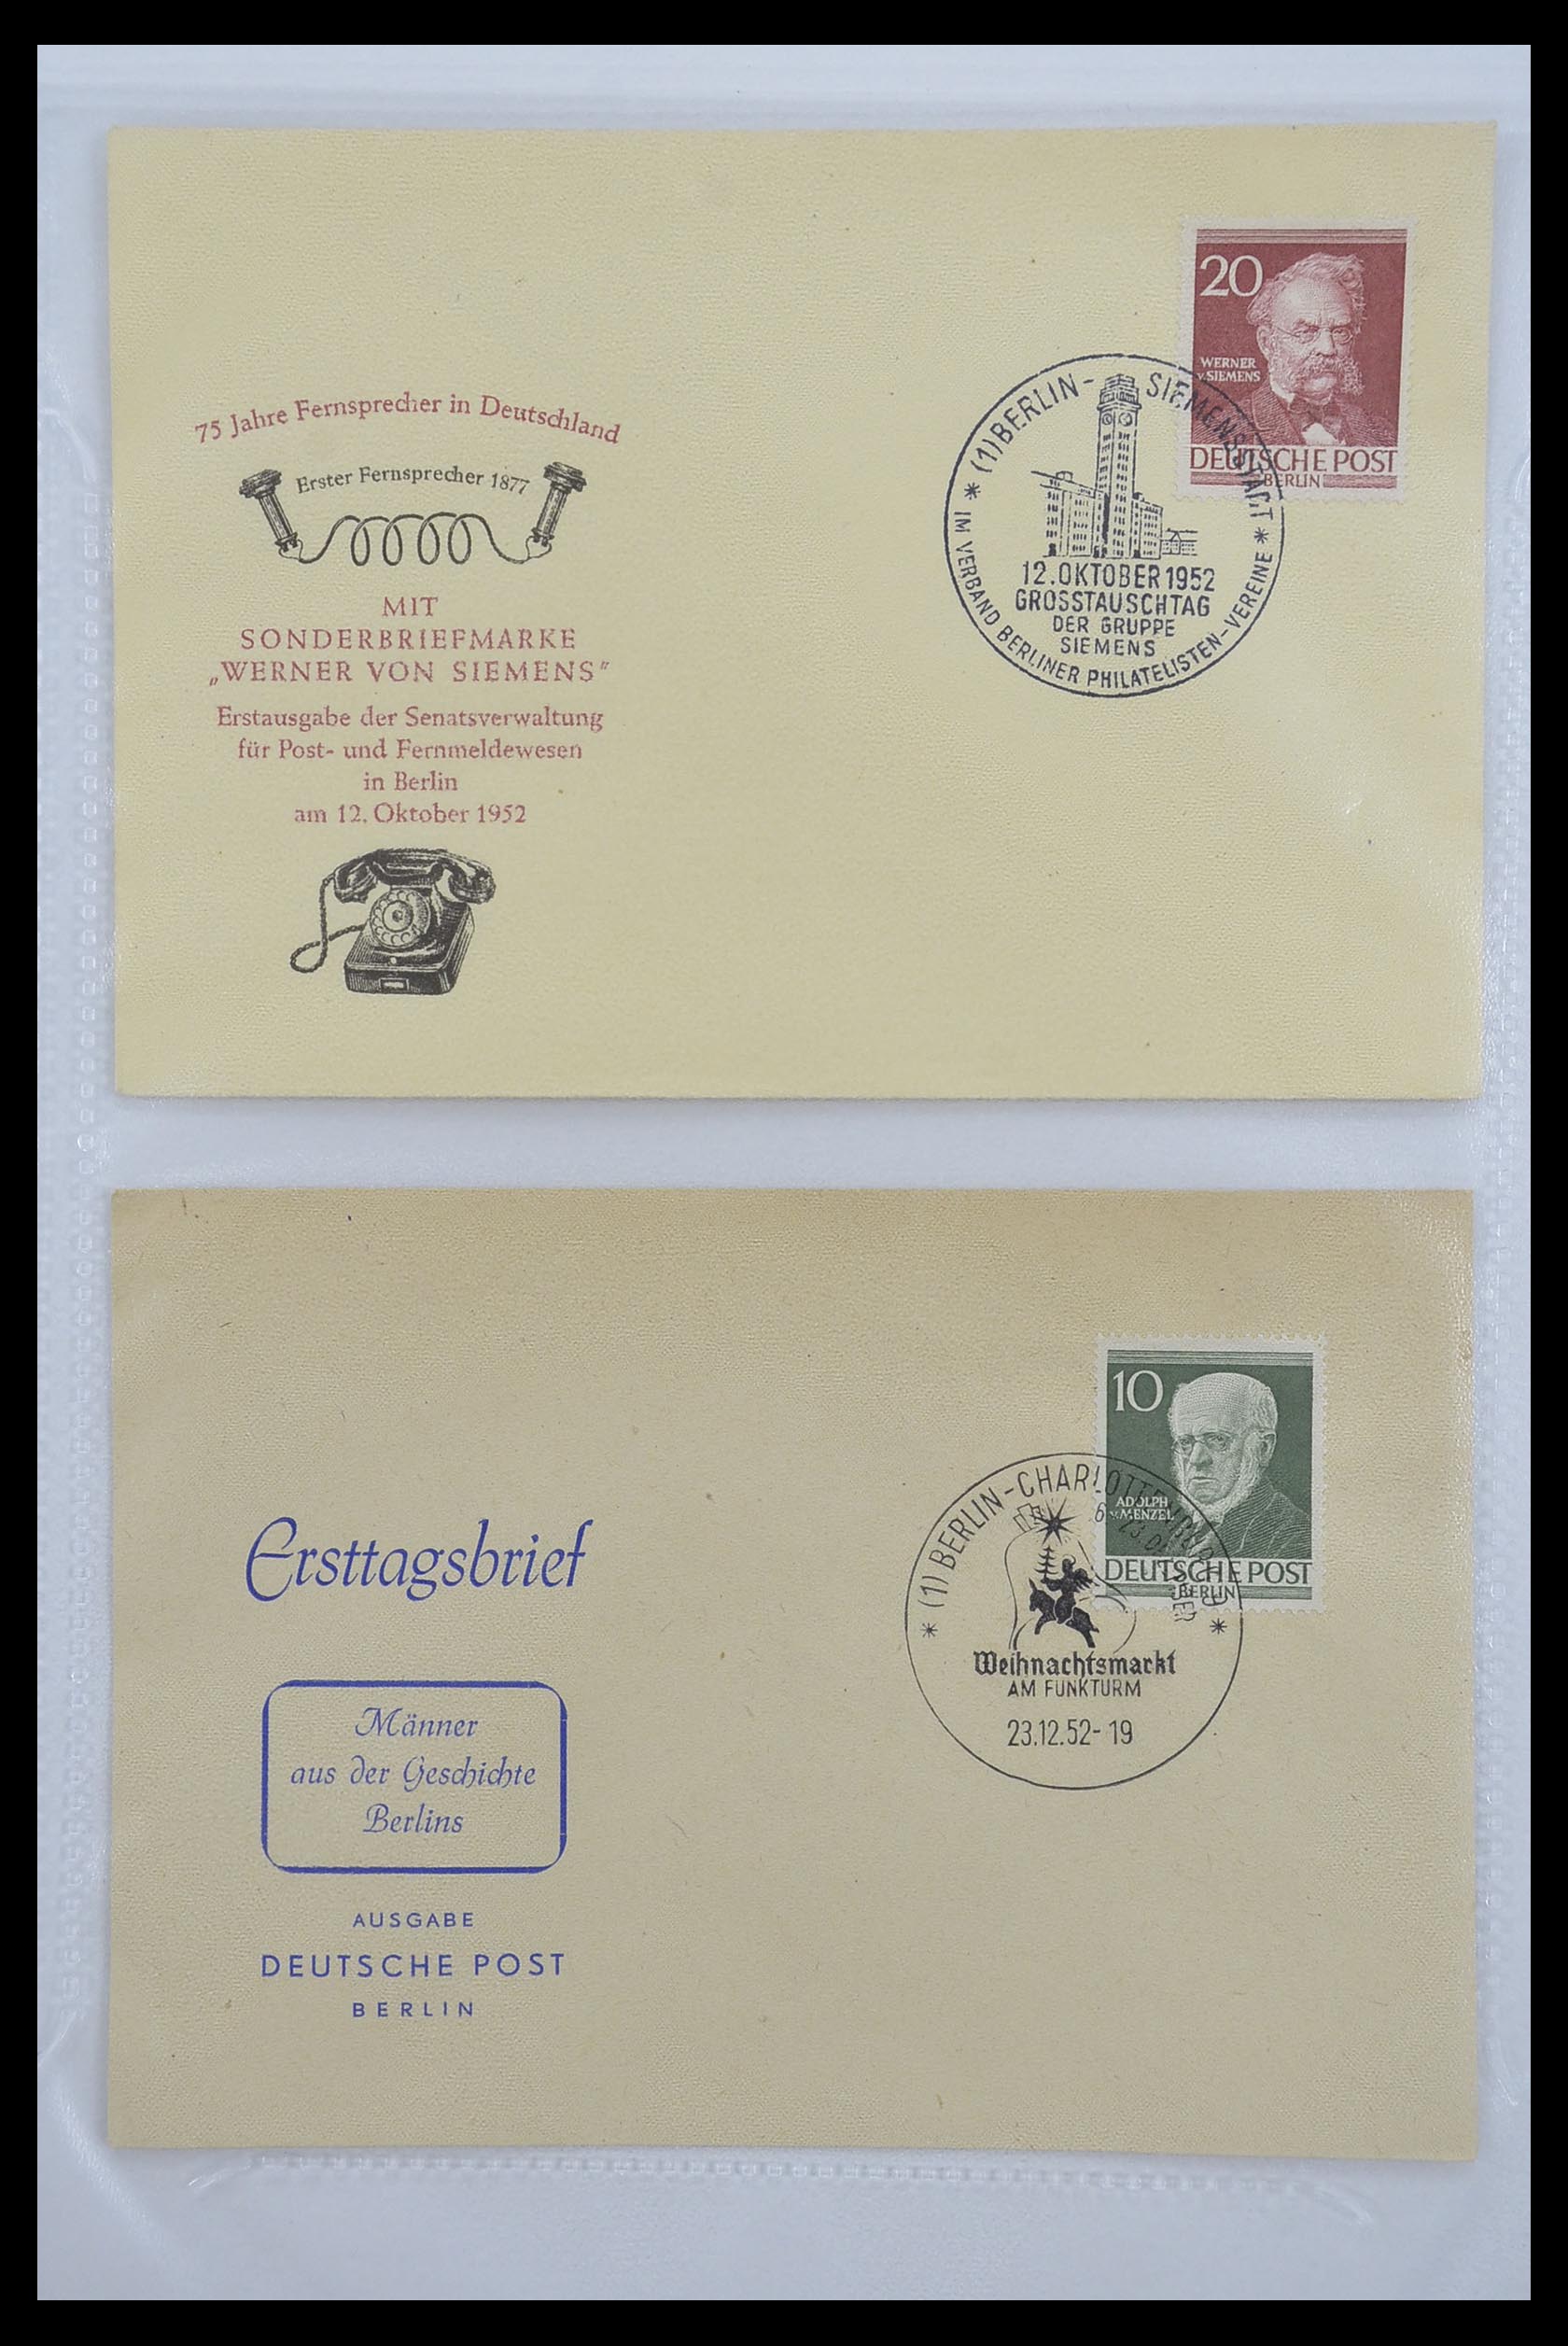 75 Jahre Fernsprecher in Deutschland
Erster Fernsprecher 1877
MIT
SONDERBRIEFMARKE
„WERNER VON SIEMENS"
Erstausgabe der Senatsverwaltung
für Post- und Fernmeldewesen
in Berlin
am 12. Oktober 1952
20
WERNER
v. SIEMENS
DEUTSCHE POST
BERLIN
(1) BERLIN-SIEMENSSTADT
12. OKTOBER 1952
GROSSTAUSCHTAG
DER GRUPPE
SIEMENS
* IM VERBAND BERLINER PHILATELISTEN-VEREINE *
Ersttagsbrief
Männer
aus der Geschichte
Berlins
AUSGABE
DEUTSCHE POST
BERLIN
10
ADOLPH
v. MENZEL
DEUTSCHE POST
BERLIN
* (1) BERLIN-CHARLOTTENBURG *
Weihnachtsmarkt
AM FUNKTURM
23.12.52-19